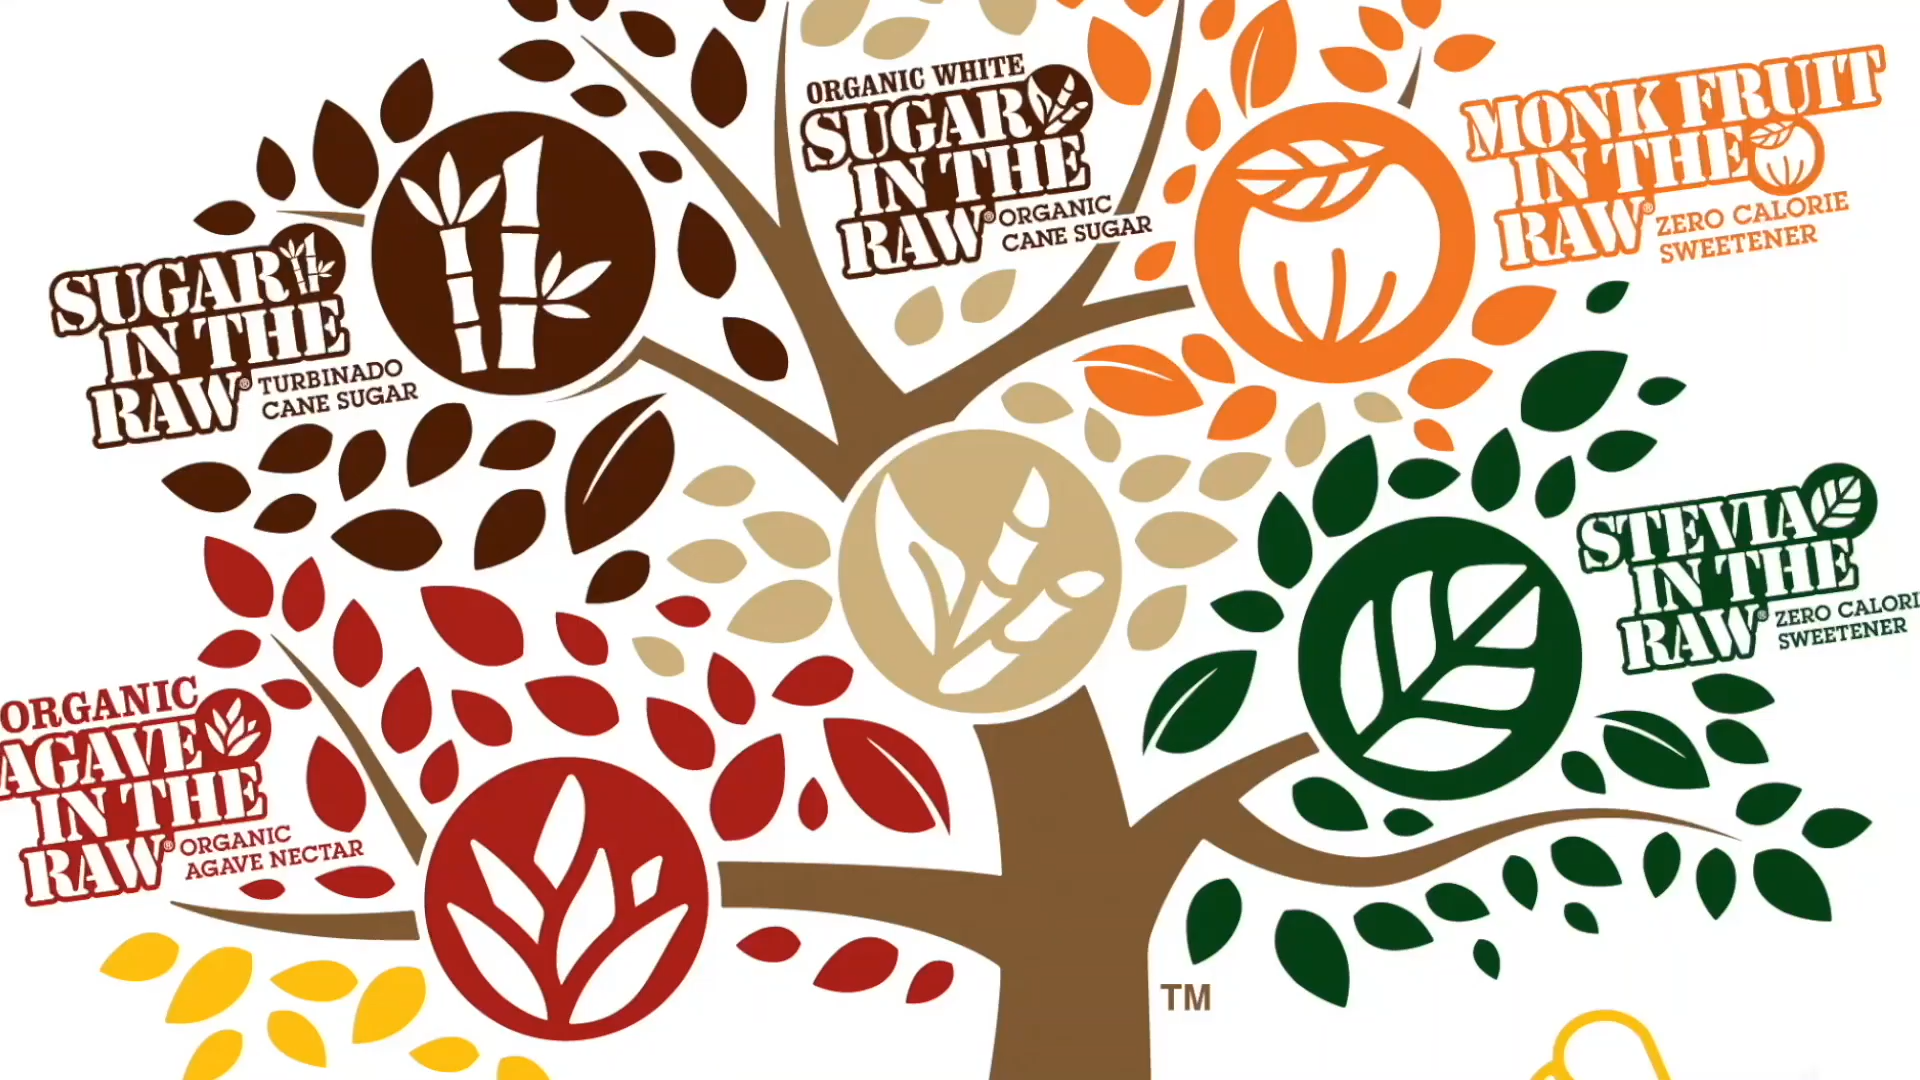 ORGANIC WHITE
SUGAR
IN THE
RAW® ORGANIC
CANE SUGAR
MONK FRUIT
IN THE
RAW® ZERO CALORIE
SWEETENER
SUGAR
IN THE
RAW® TURBINADO
CANE SUGAR
STEVIA
IN THE
RAW® ZERO CALORI
SWEETENER
ORGANIC
AGAVE
IN THE
RAW® ORGANIC
AGAVE NECTAR
TM